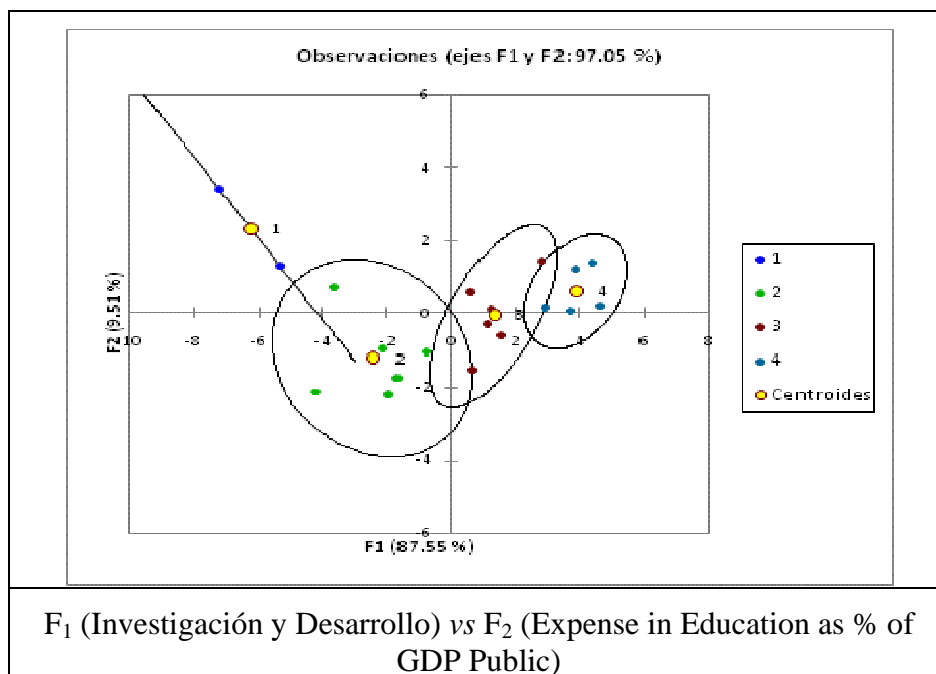 Observaciones (ejes F1 y F2: 97.05 %)
6
4
2
0
-2
-4
-6
-10 -8 -6 -4 -2 0 2 4 6 8
1
2
3
4
F2 (9.51 %)
F1 (87.55 %)
1
2
3
4
Centroides
F1 (Investigación y Desarrollo) vs F2 (Expense in Education as % of
GDP Public)